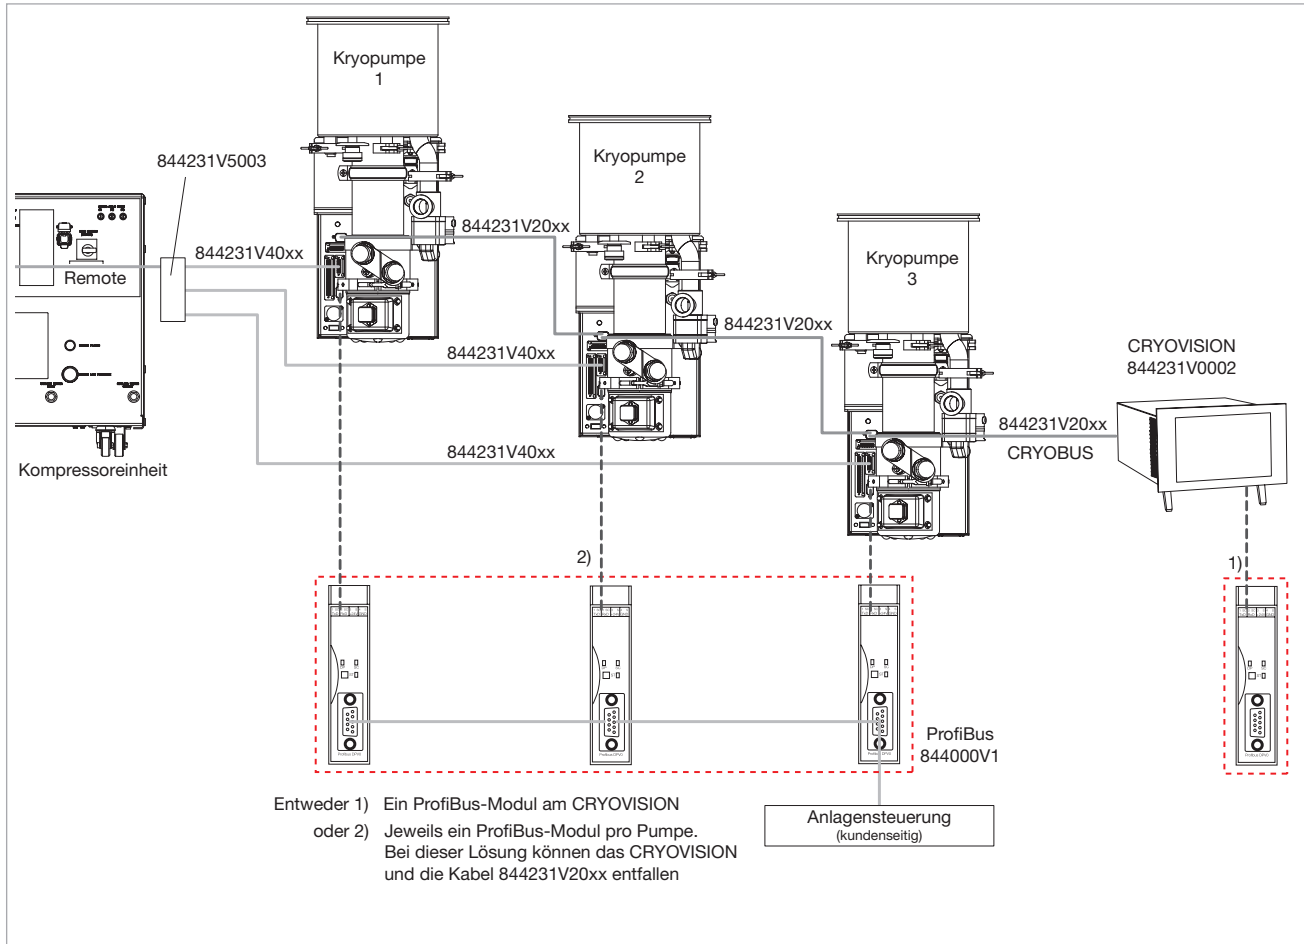 Kryopumpe
1
Kryopumpe
2
Kryopumpe
3
844231V5003
844231V20xx
844231V40xx
Remote
844231V20xx
844231V40xx
CRYOVISION
844231V0002
844231V20xx
CRYOBUS
844231V40xx
Kompressoreinheit
2)
1)
ProfiBus
844000V1
Entweder 1) Ein ProfiBus-Modul am CRYOVISION
oder 2) Jeweils ein ProfiBus-Modul pro Pumpe.
Bei dieser Lösung können das CRYOVISION
und die Kabel 844231V20xx entfallen
Anlagensteuerung
(kundenseitig)